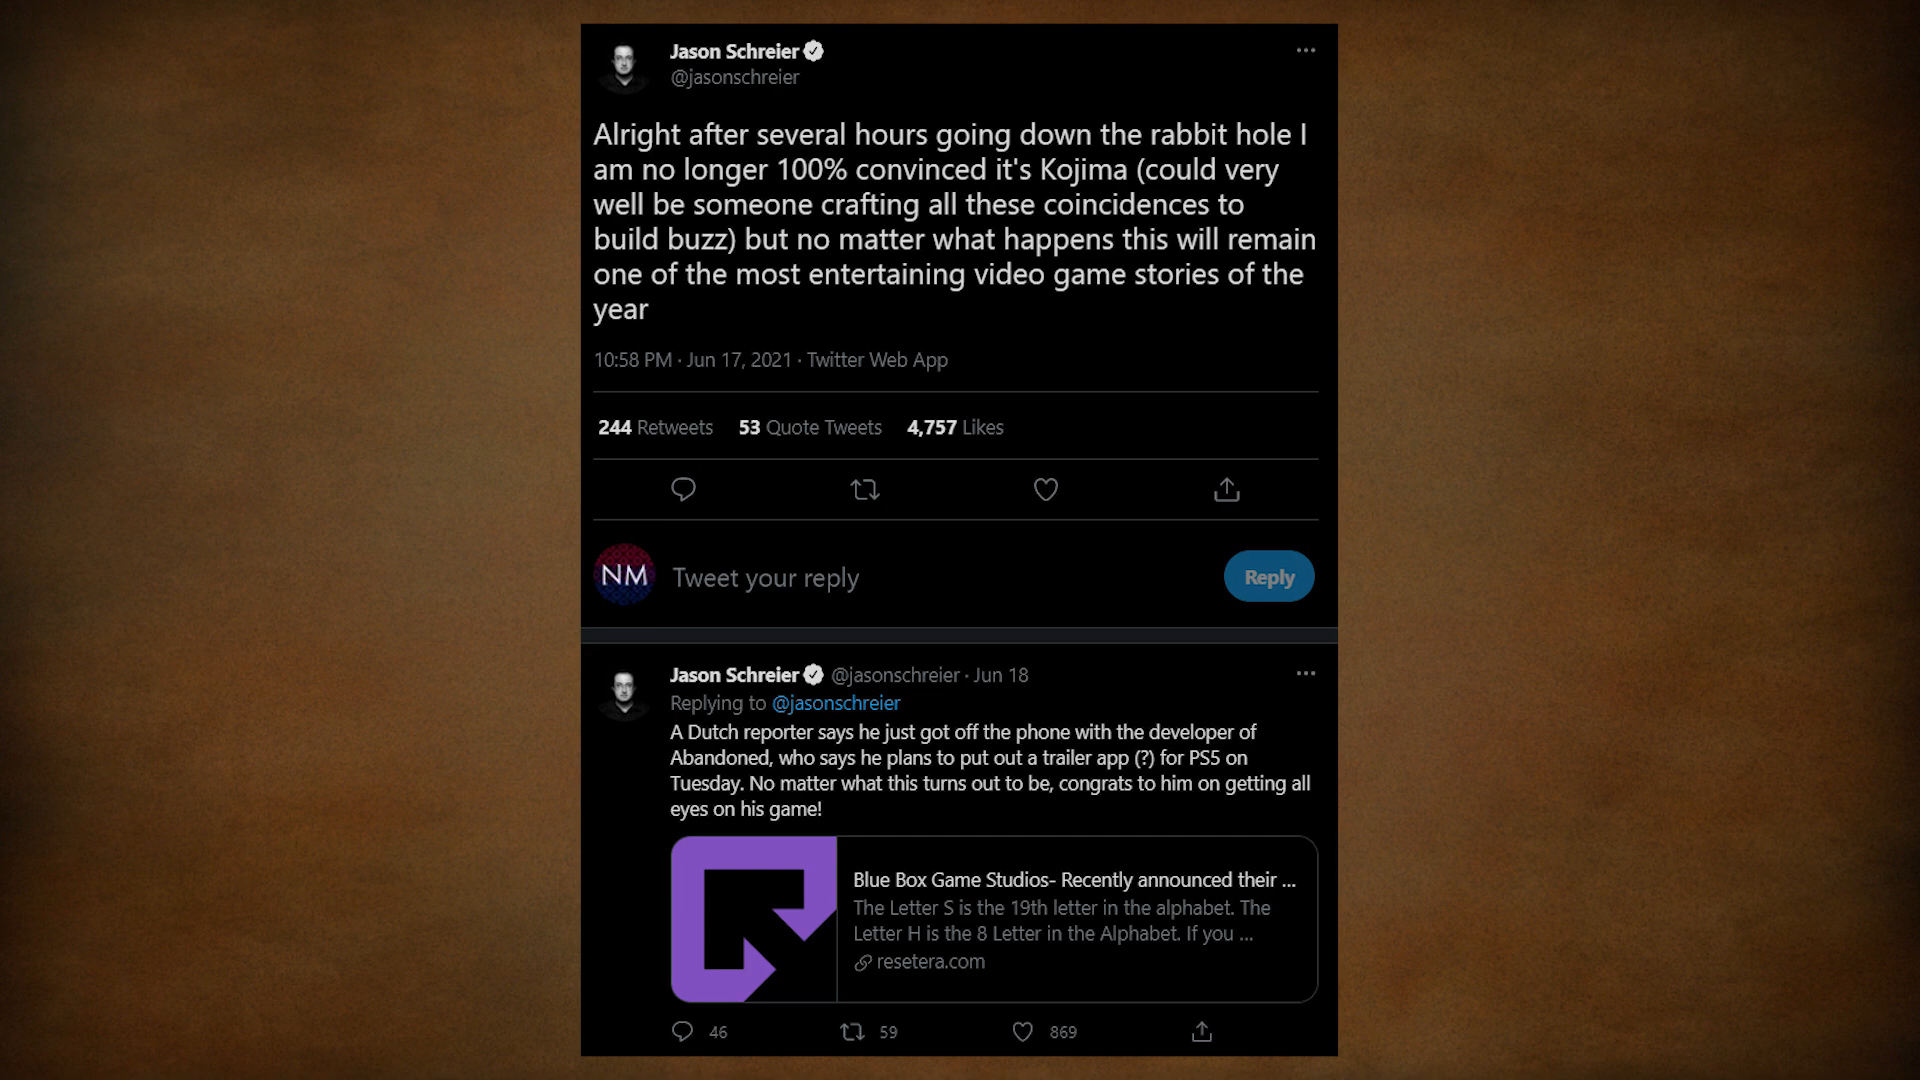 Jason Schreier
@jasonschreier
Alright after several hours going down the rabbit hole I
am no longer 100% convinced it's Kojima (could very
well be someone crafting all these coincidences to
build buzz) but no matter what happens this will remain
one of the most entertaining video game stories of the
year
10:58 PM · Jun 17, 2021 · Twitter Web App
244 Retweets 53 Quote Tweets 4,757 Likes
NM Tweet your reply Reply
Jason Schreier @jasonschreier · Jun 18
Replying to @jasonschreier
A Dutch reporter says he just got off the phone with the developer of
Abandoned, who says he plans to put out a trailer app (?) for PS5 on
Tuesday. No matter what this turns out to be, congrats to him on getting all
eyes on his game!
Blue Box Game Studios- Recently announced their ...
The Letter S is the 19th letter in the alphabet. The
Letter H is the 8 Letter in the Alphabet. If you ...
resetera.com
46 59 869